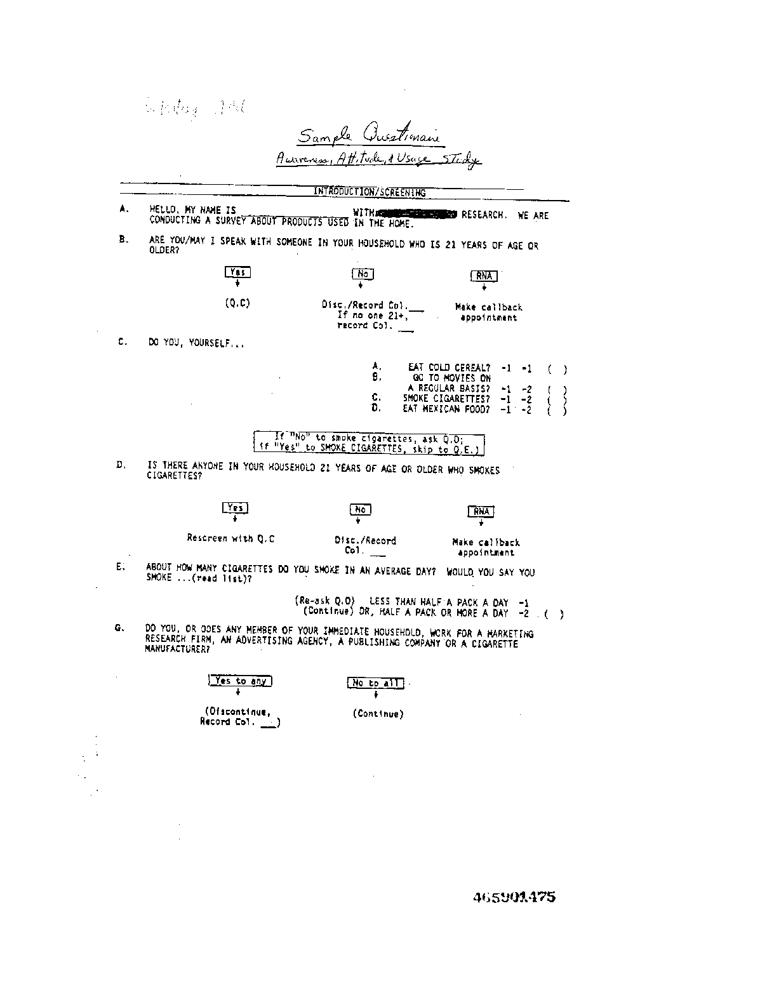 Sample Questionaire
Awareness, Attitude, & Usage Study
INTRODUCTION/SCREENING
A. HELLO, MY NAME IS ____ WITH RESEARCH. WE ARE
CONDUCTING A SURVEY ABOUT PRODUCTS USED IN THE HOME.
B. ARE YOU/MAY I SPEAK WITH SOMEONE IN YOUR HOUSEHOLD WHO IS 21 YEARS OF AGE OR
OLDER?
Yes No RNA
(Q.C) Disc./Record Col.___ Make callback
If no one 21+, appointment
record Col. ___
C. DO YOU, YOURSELF...
A. EAT COLD CEREAL? -1 -1 ( )
B. GO TO MOVIES ON
A REGULAR BASIS? -1 -2 ( )
C. SMOKE CIGARETTES? -1 -2 ( )
D. EAT MEXICAN FOOD? -1 -2 ( )
If "No" to smoke cigarettes, ask Q.D;
if "Yes" to SMOKE CIGARETTES, skip to Q.E.)
D. IS THERE ANYONE IN YOUR HOUSEHOLD 21 YEARS OF AGE OR OLDER WHO SMOKES
CIGARETTES?
Yes No RNA
Rescreen with Q.C Disc./Record Make callback
Col. ___ appointment
E. ABOUT HOW MANY CIGARETTES DO YOU SMOKE IN AN AVERAGE DAY? WOULD YOU SAY YOU
SMOKE ...(read list)?
(Re-ask Q.D) LESS THAN HALF A PACK A DAY -1
(Continue) OR, HALF A PACK OR MORE A DAY -2 ( )
G. DO YOU, OR DOES ANY MEMBER OF YOUR IMMEDIATE HOUSEHOLD, WORK FOR A MARKETING
RESEARCH FIRM, AN ADVERTISING AGENCY, A PUBLISHING COMPANY OR A CIGARETTE
MANUFACTURER?
Yes to any No to all
(Discontinue, (Continue)
Record Col. ___)
465901475